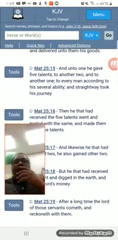 KJV
Tap to Change
Menu
Verse or Word(s)
KJV
Go
Help
Quick Nav
Advanced Options
and delivered unto them his goods.
Tools
Mat 25:15 - And unto one he gave
five talents, to another two, and to
another one; to every man according to
his several ability; and straightway took
his journey.
Tools
Mat 25:16 - Then he that had
received the five talents went and
with the same, and made them
ve talents.
25:17 - And likewise he that had
two, he also gained other two.
25:18 - But he that had received
t and digged in the earth, and
ord's money.
Tools
Mat 25:19 - After a long time the lord
of those servants cometh, and
reckoneth with them.